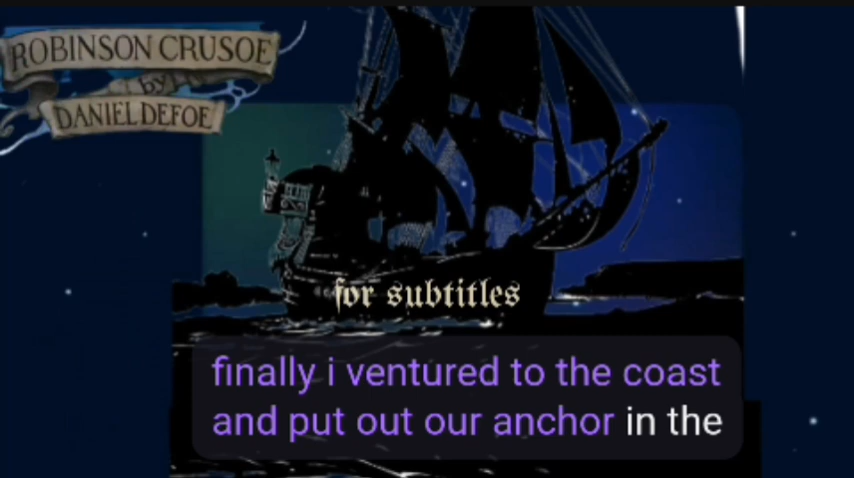 ROBINSON CRUSOE
by
DANIEL DEFOE
for subtitles
finally i ventured to the coast
and put out our anchor in the